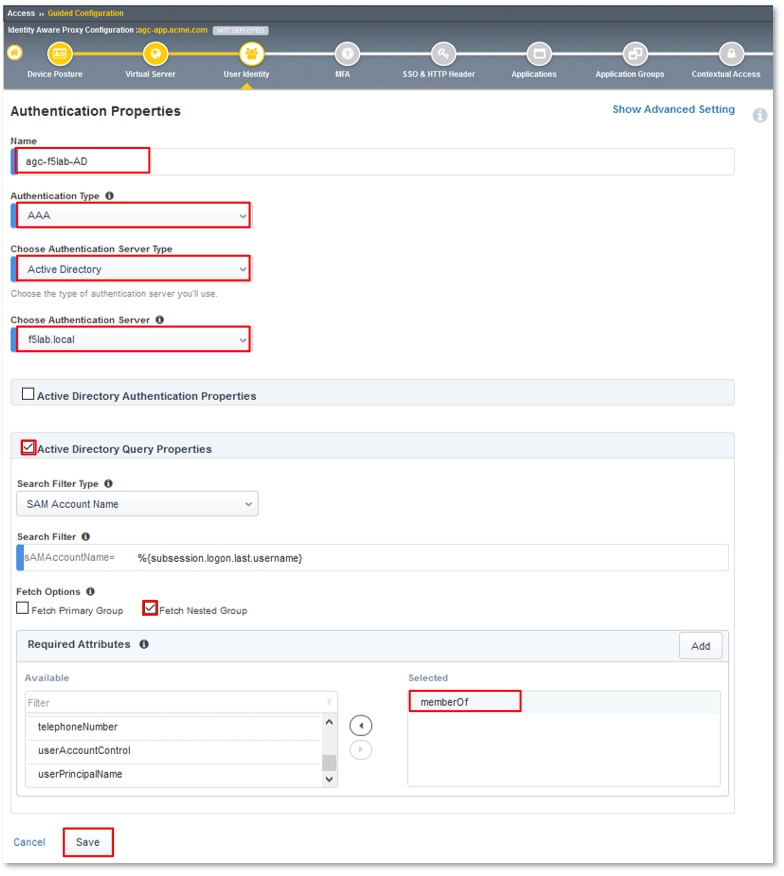 Access » Guided Configuration
Identity Aware Proxy Configuration :agc-app.acme.com NOT DEPLOYED
Device Posture Virtual Server User Identity MFA SSO & HTTP Header Applications Application Groups Contextual Access
Authentication Properties Show Advanced Setting
Name
agc-f5lab-AD
Authentication Type
AAA
Choose Authentication Server Type
Active Directory
Choose the type of authentication server you'll use.
Choose Authentication Server
f5lab.local
Active Directory Authentication Properties
Active Directory Query Properties
Search Filter Type
SAM Account Name
Search Filter
sAMAccountName= %{subsession.logon.last.username}
Fetch Options
Fetch Primary Group Fetch Nested Group
Required Attributes Add
Available Selected
Filter memberOf
telephoneNumber
userAccountControl
userPrincipalName
Cancel Save